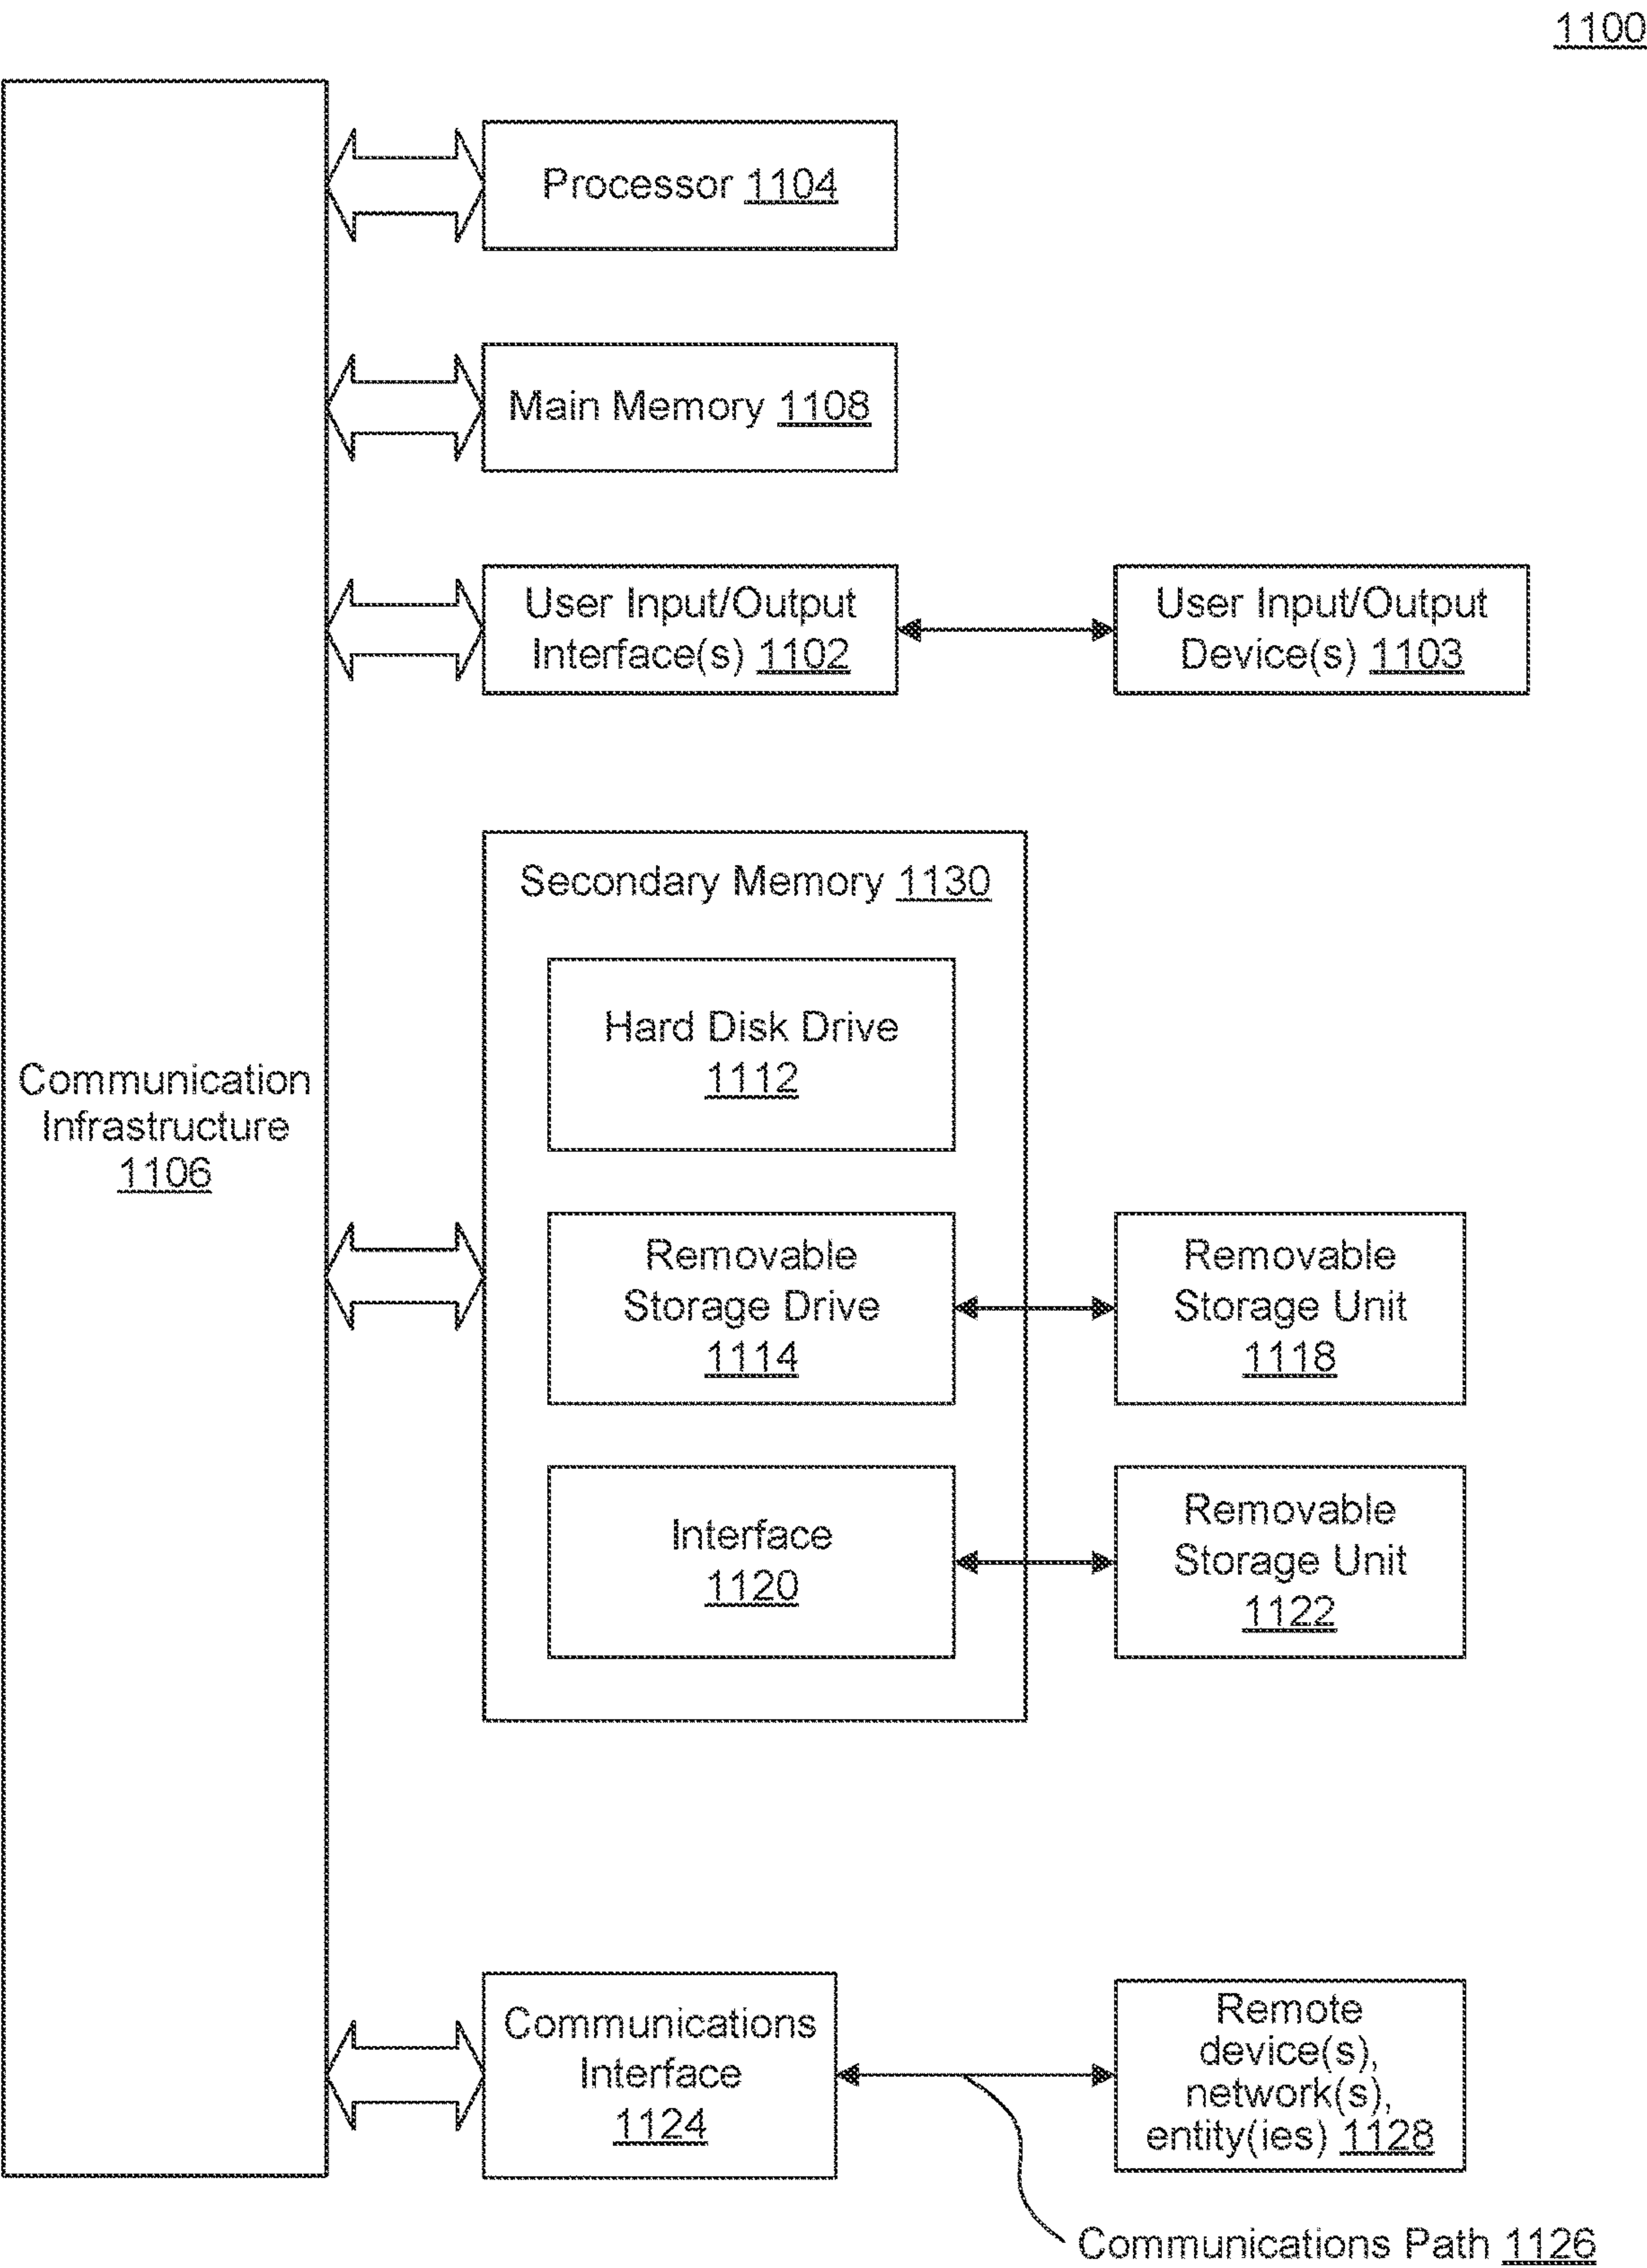 1100
Processor 1104
Main Memory 1108
User Input/Output
Interface(s) 1102
User Input/Output
Device(s) 1103
Communication
Infrastructure
1106
Secondary Memory 1130
Hard Disk Drive
1112
Removable
Storage Drive
1114
Removable
Storage Unit
1118
Interface
1120
Removable
Storage Unit
1122
Communications
Interface
1124
Remote
device(s),
network(s),
entity(ies) 1128
Communications Path 1126